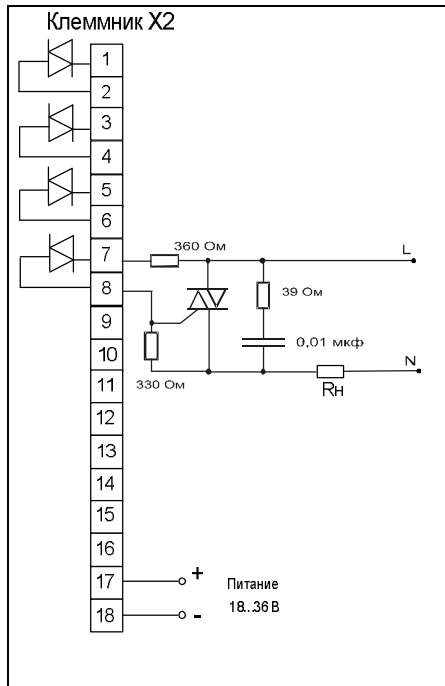 Клеммник X2
1
2
3
4
5
6
7
8
9
10
11
12
13
14
15
16
17
18
360 Ом
L
39 Ом
0,01 мкф
N
330 Ом
Rн
+
Питание
18...36 В
-